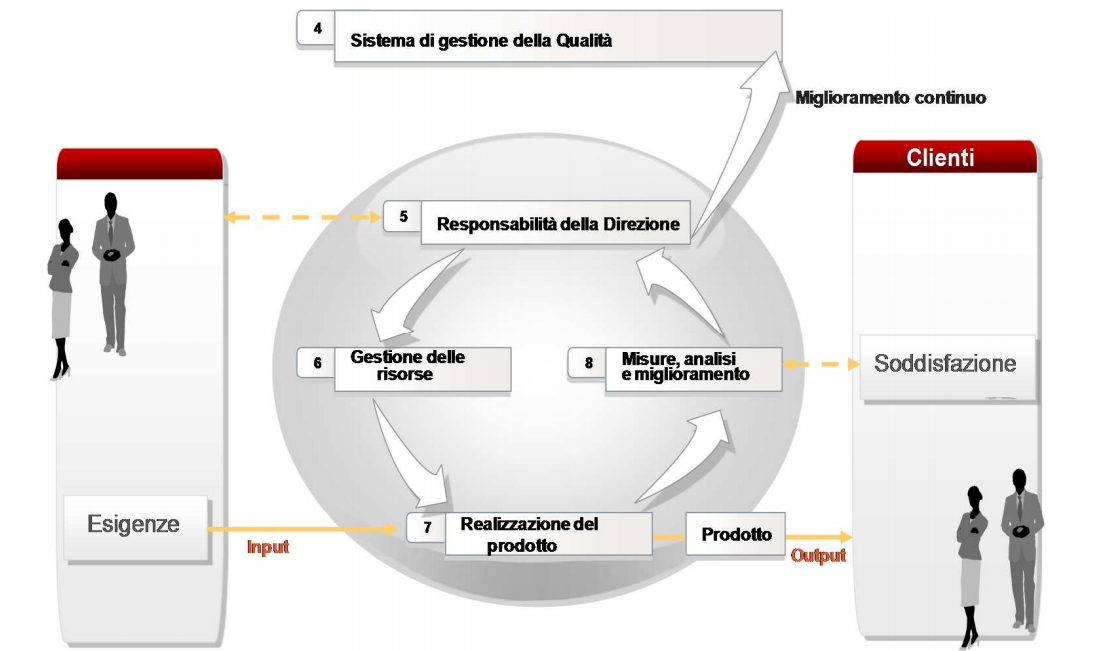 4
Sistema di gestione della Qualità
Miglioramento continuo
Clienti
5
Responsabilità della Direzione
6
Gestione delle
risorse
8
Misure, analisi
e miglioramento
Soddisfazione
Esigenze
Input
7
Realizzazione del
prodotto
Prodotto
Output